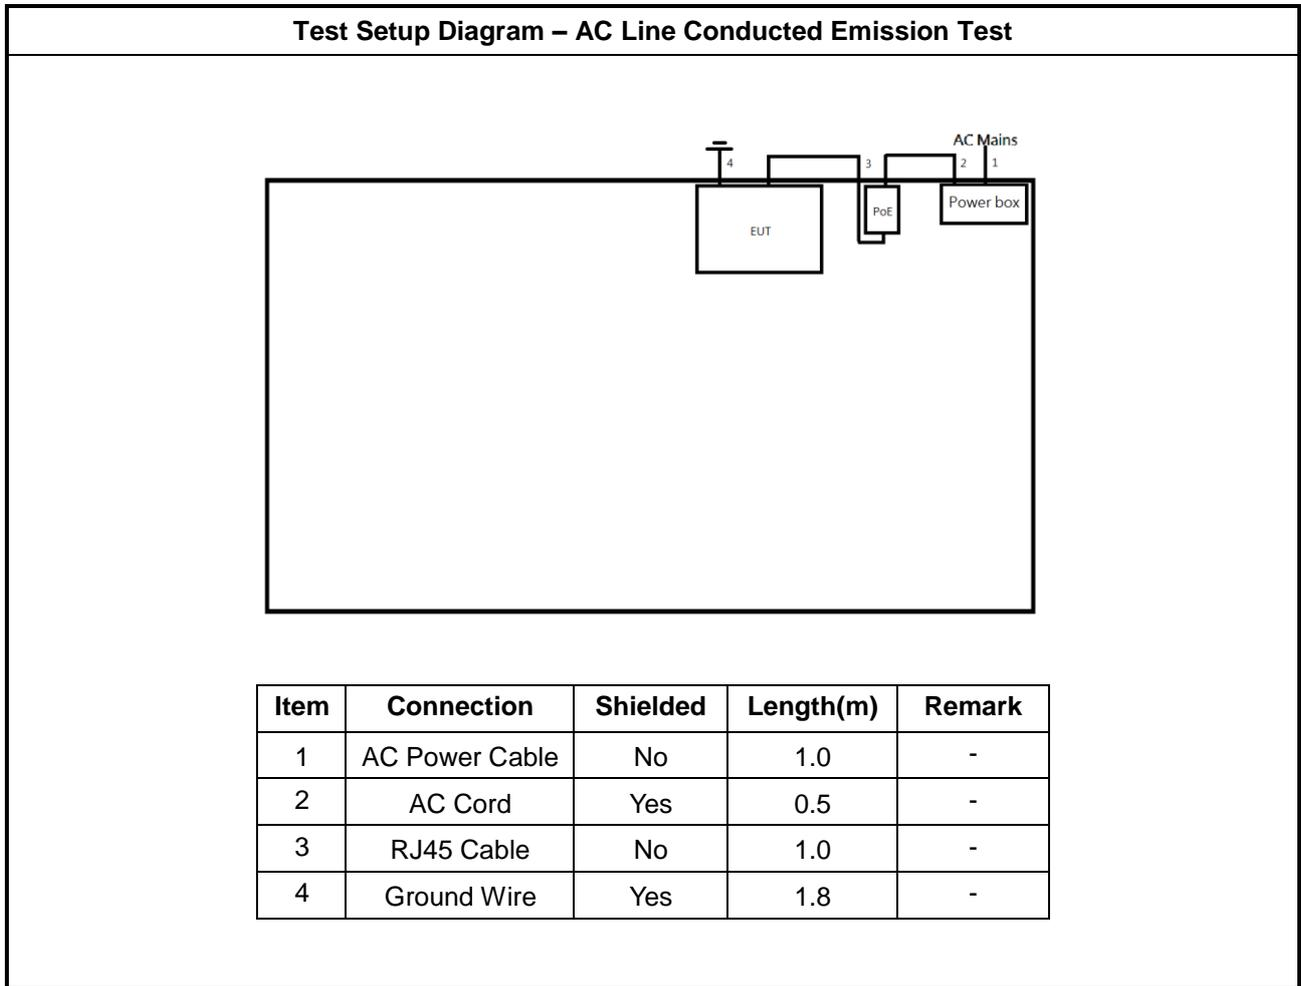 Test Setup Diagram – AC Line Conducted Emission Test
AC Mains
4
3
2
1
Power box
PoE
EUT
Item Connection Shielded Length(m) Remark
1 AC Power Cable No 1.0 -
2 AC Cord Yes 0.5 -
3 RJ45 Cable No 1.0 -
4 Ground Wire Yes 1.8 -